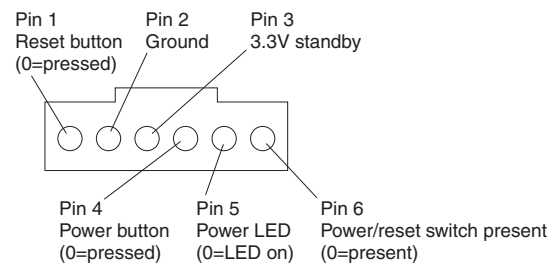 Pin 1
Reset button
(0=pressed)
Pin 2
Ground
Pin 3
3.3V standby
Pin 4
Power button
(0=pressed)
Pin 5
Power LED
(0=LED on)
Pin 6
Power/reset switch present
(0=present)